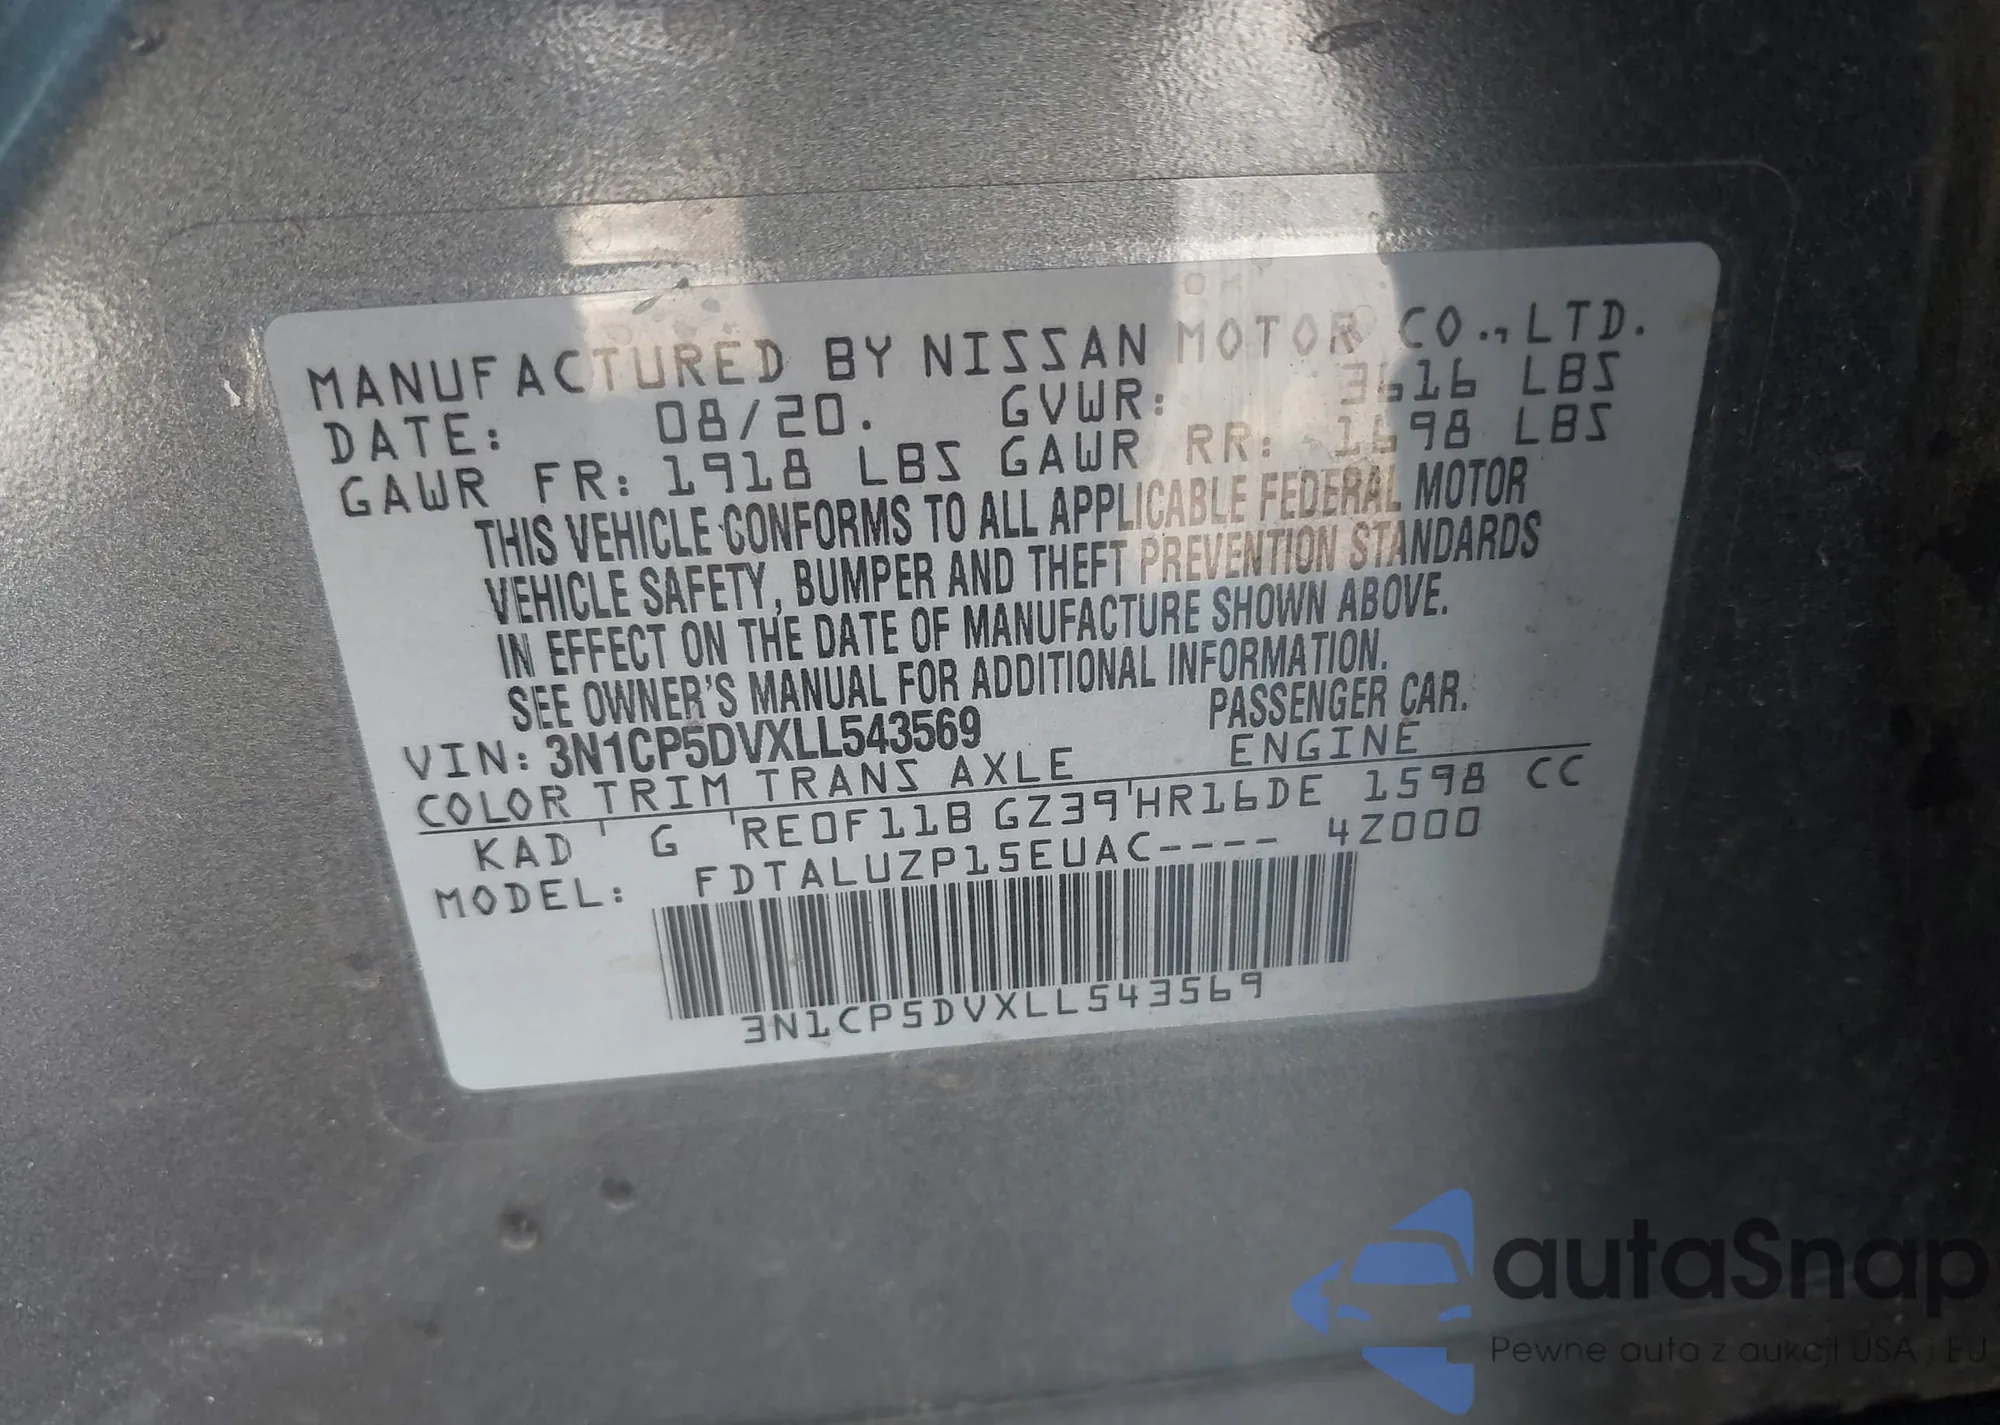 MANUFACTURED BY NISSAN MOTOR CO., LTD.
DATE: 08/20. GVWR: 3616 LBS
GAWR FR: 1918 LBS GAWR RR: 1698 LBS
THIS VEHICLE CONFORMS TO ALL APPLICABLE FEDERAL MOTOR
VEHICLE SAFETY, BUMPER AND THEFT PREVENTION STANDARDS
IN EFFECT ON THE DATE OF MANUFACTURE SHOWN ABOVE.
SEE OWNER'S MANUAL FOR ADDITIONAL INFORMATION.
VIN: 3N1CP5DVXLL543569 PASSENGER CAR.
COLOR TRIM TRANS AXLE ENGINE
KAD G RE0F11B GZ39 HR16DE 1598 CC
MODEL: FDTALUZP15EUAC---- 4Z000
3N1CP5DVXLL543569
autaSnap
Pewne auta z aukcji USA i EU